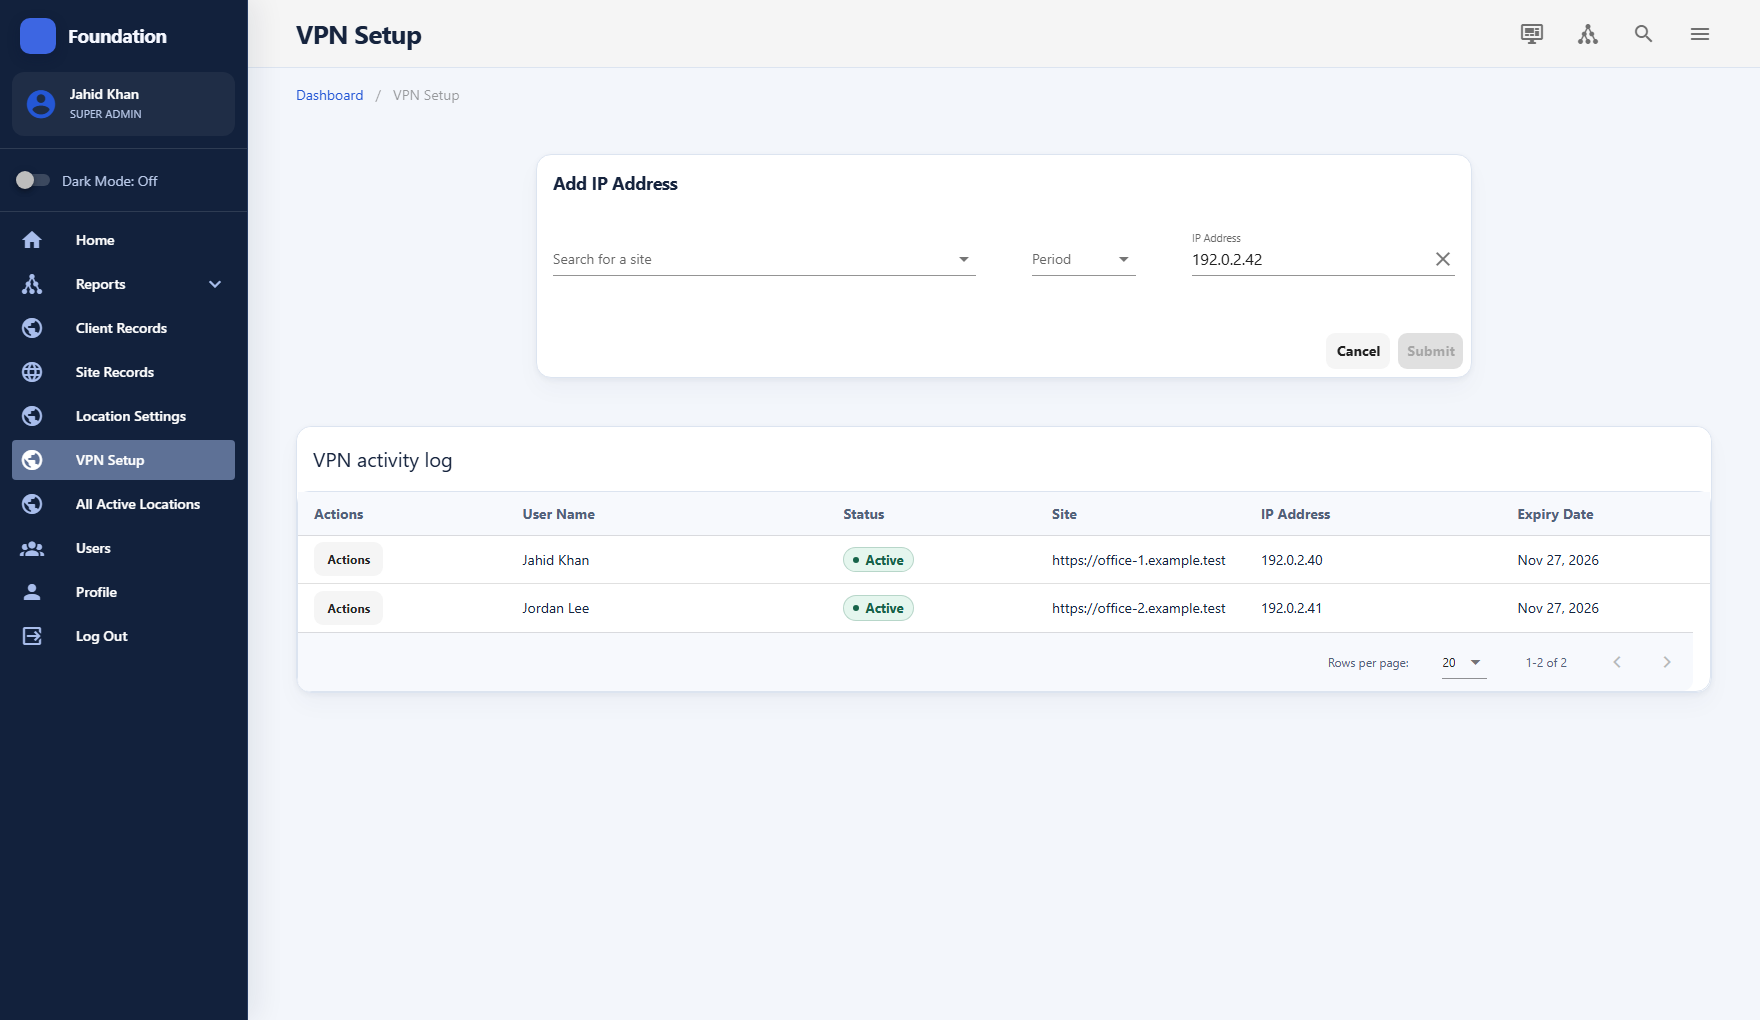 Foundation
Jahid Khan
SUPER ADMIN
Dark Mode: Off
Home
Reports
Client Records
Site Records
Location Settings
VPN Setup
All Active Locations
Users
Profile
Log Out
VPN Setup
Dashboard / VPN Setup
Add IP Address
Search for a site
Period
IP Address
192.0.2.42
Cancel Submit
VPN activity log
Actions User Name Status Site IP Address Expiry Date
Actions Jahid Khan Active https://office-1.example.test 192.0.2.40 Nov 27, 2026
Actions Jordan Lee Active https://office-2.example.test 192.0.2.41 Nov 27, 2026
Rows per page: 20 1-2 of 2